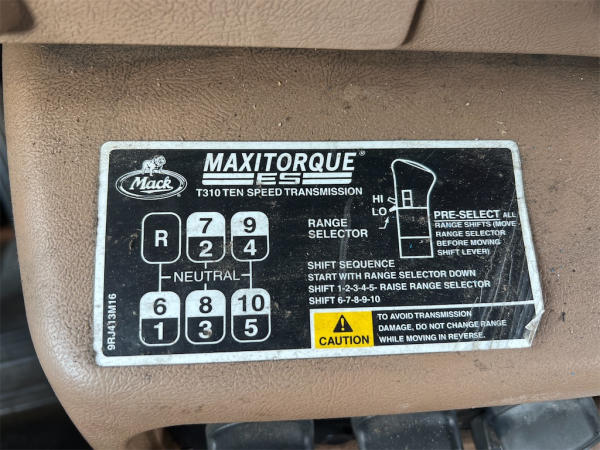 Mack
MAXITORQUE®
ES
T310 TEN SPEED TRANSMISSION
R
7
2
9
4
NEUTRAL
6
1
8
3
10
5
9RJ413M16
RANGE
SELECTOR
HI
LO
PRE-SELECT ALL
RANGE SHIFTS (MOVE
RANGE SELECTOR
BEFORE MOVING
SHIFT LEVER)
SHIFT SEQUENCE
START WITH RANGE SELECTOR DOWN
SHIFT 1-2-3-4-5- RAISE RANGE SELECTOR
SHIFT 6-7-8-9-10
CAUTION
TO AVOID TRANSMISSION
DAMAGE, DO NOT CHANGE RANGE
WHILE MOVING IN REVERSE.